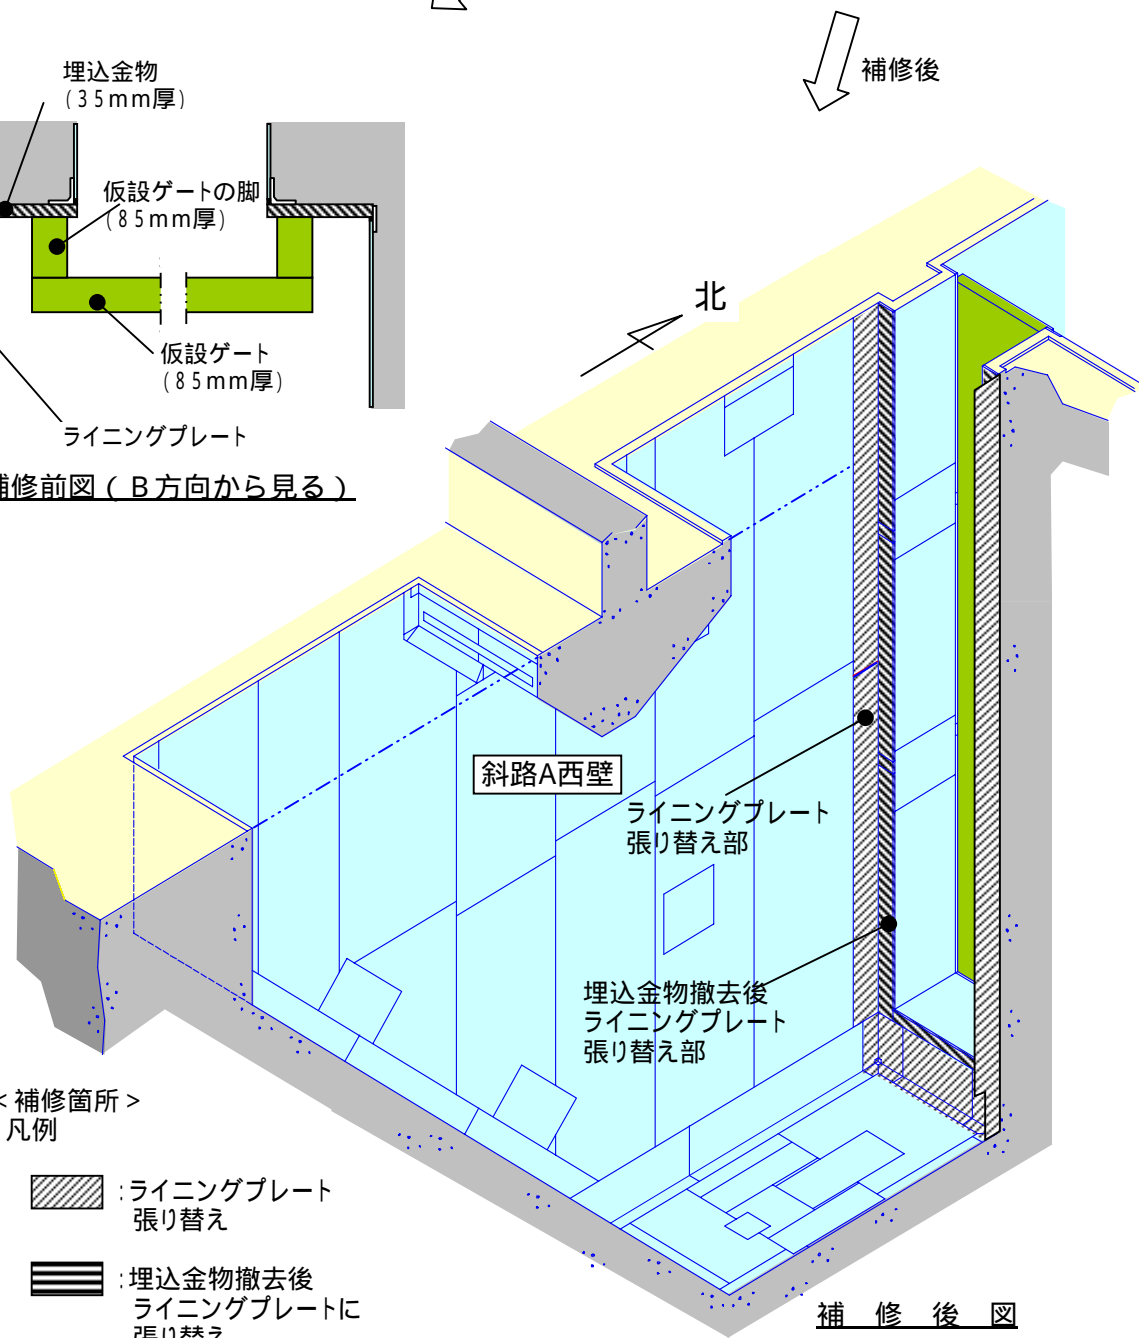 補修後
埋込金物
(35mm厚)
仮設ゲートの脚
(85mm厚)
仮設ゲート
(85mm厚)
ライニングプレート
補修前図(B方向から見る)
北
斜路A西壁
ライニングプレート
張り替え部
埋込金物撤去後
ライニングプレート
張り替え部
<補修箇所>
凡例
:ライニングプレート
張り替え
:埋込金物撤去後
ライニングプレートに
張り替え
補修後図